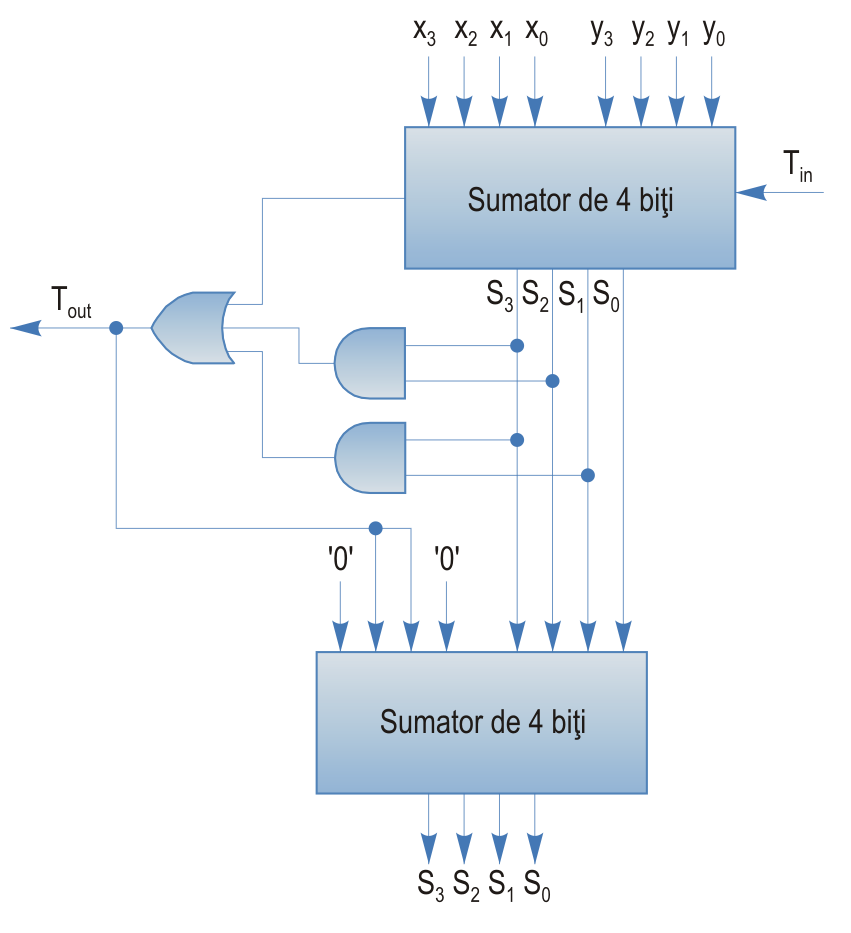 x₃ x₂ x₁ x₀ y₃ y₂ y₁ y₀
Tin
Sumator de 4 biţi
S₃ S₂ S₁ S₀
Tout
'0' '0'
Sumator de 4 biţi
S₃ S₂ S₁ S₀